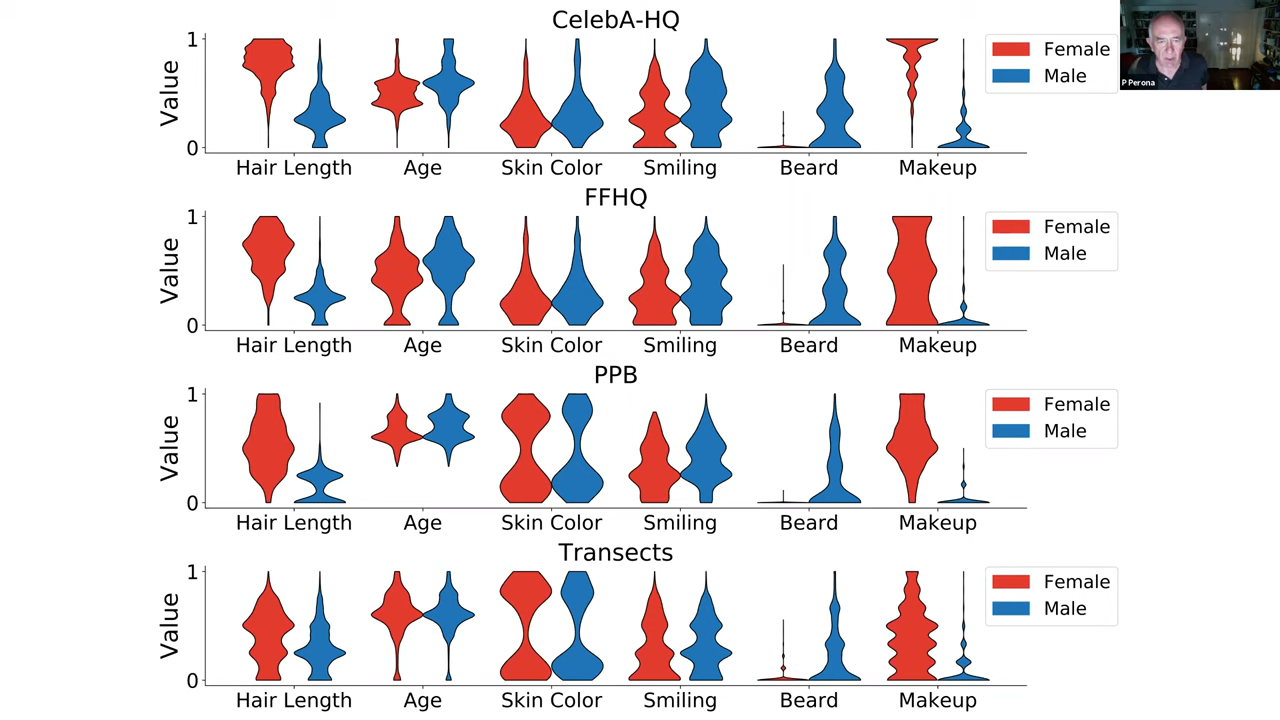 CelebA-HQ
P Perona
1
Value
0
Female
Male
Hair Length Age Skin Color Smiling Beard Makeup
FFHQ
1
Value
0
Female
Male
Hair Length Age Skin Color Smiling Beard Makeup
PPB
1
Value
0
Female
Male
Hair Length Age Skin Color Smiling Beard Makeup
Transects
1
Value
0
Female
Male
Hair Length Age Skin Color Smiling Beard Makeup